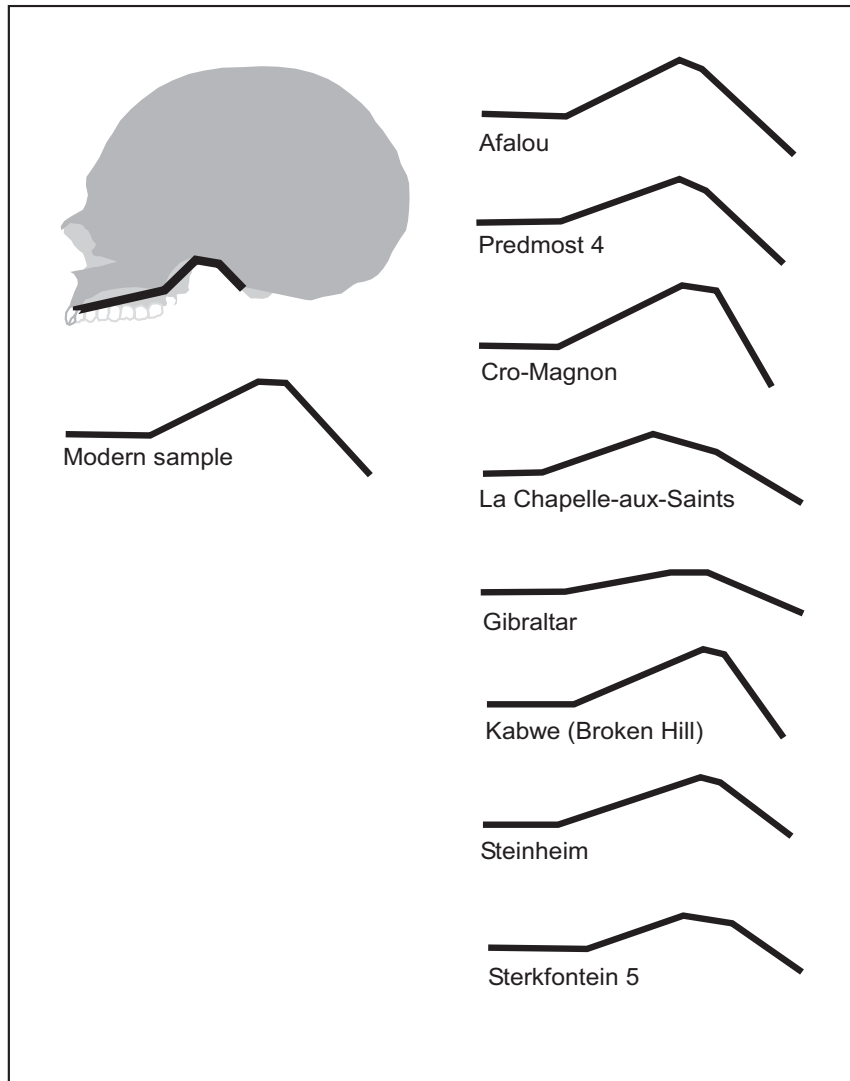 Modern sample
Afalou
Predmost 4
Cro-Magnon
La Chapelle-aux-Saints
Gibraltar
Kabwe (Broken Hill)
Steinheim
Sterkfontein 5